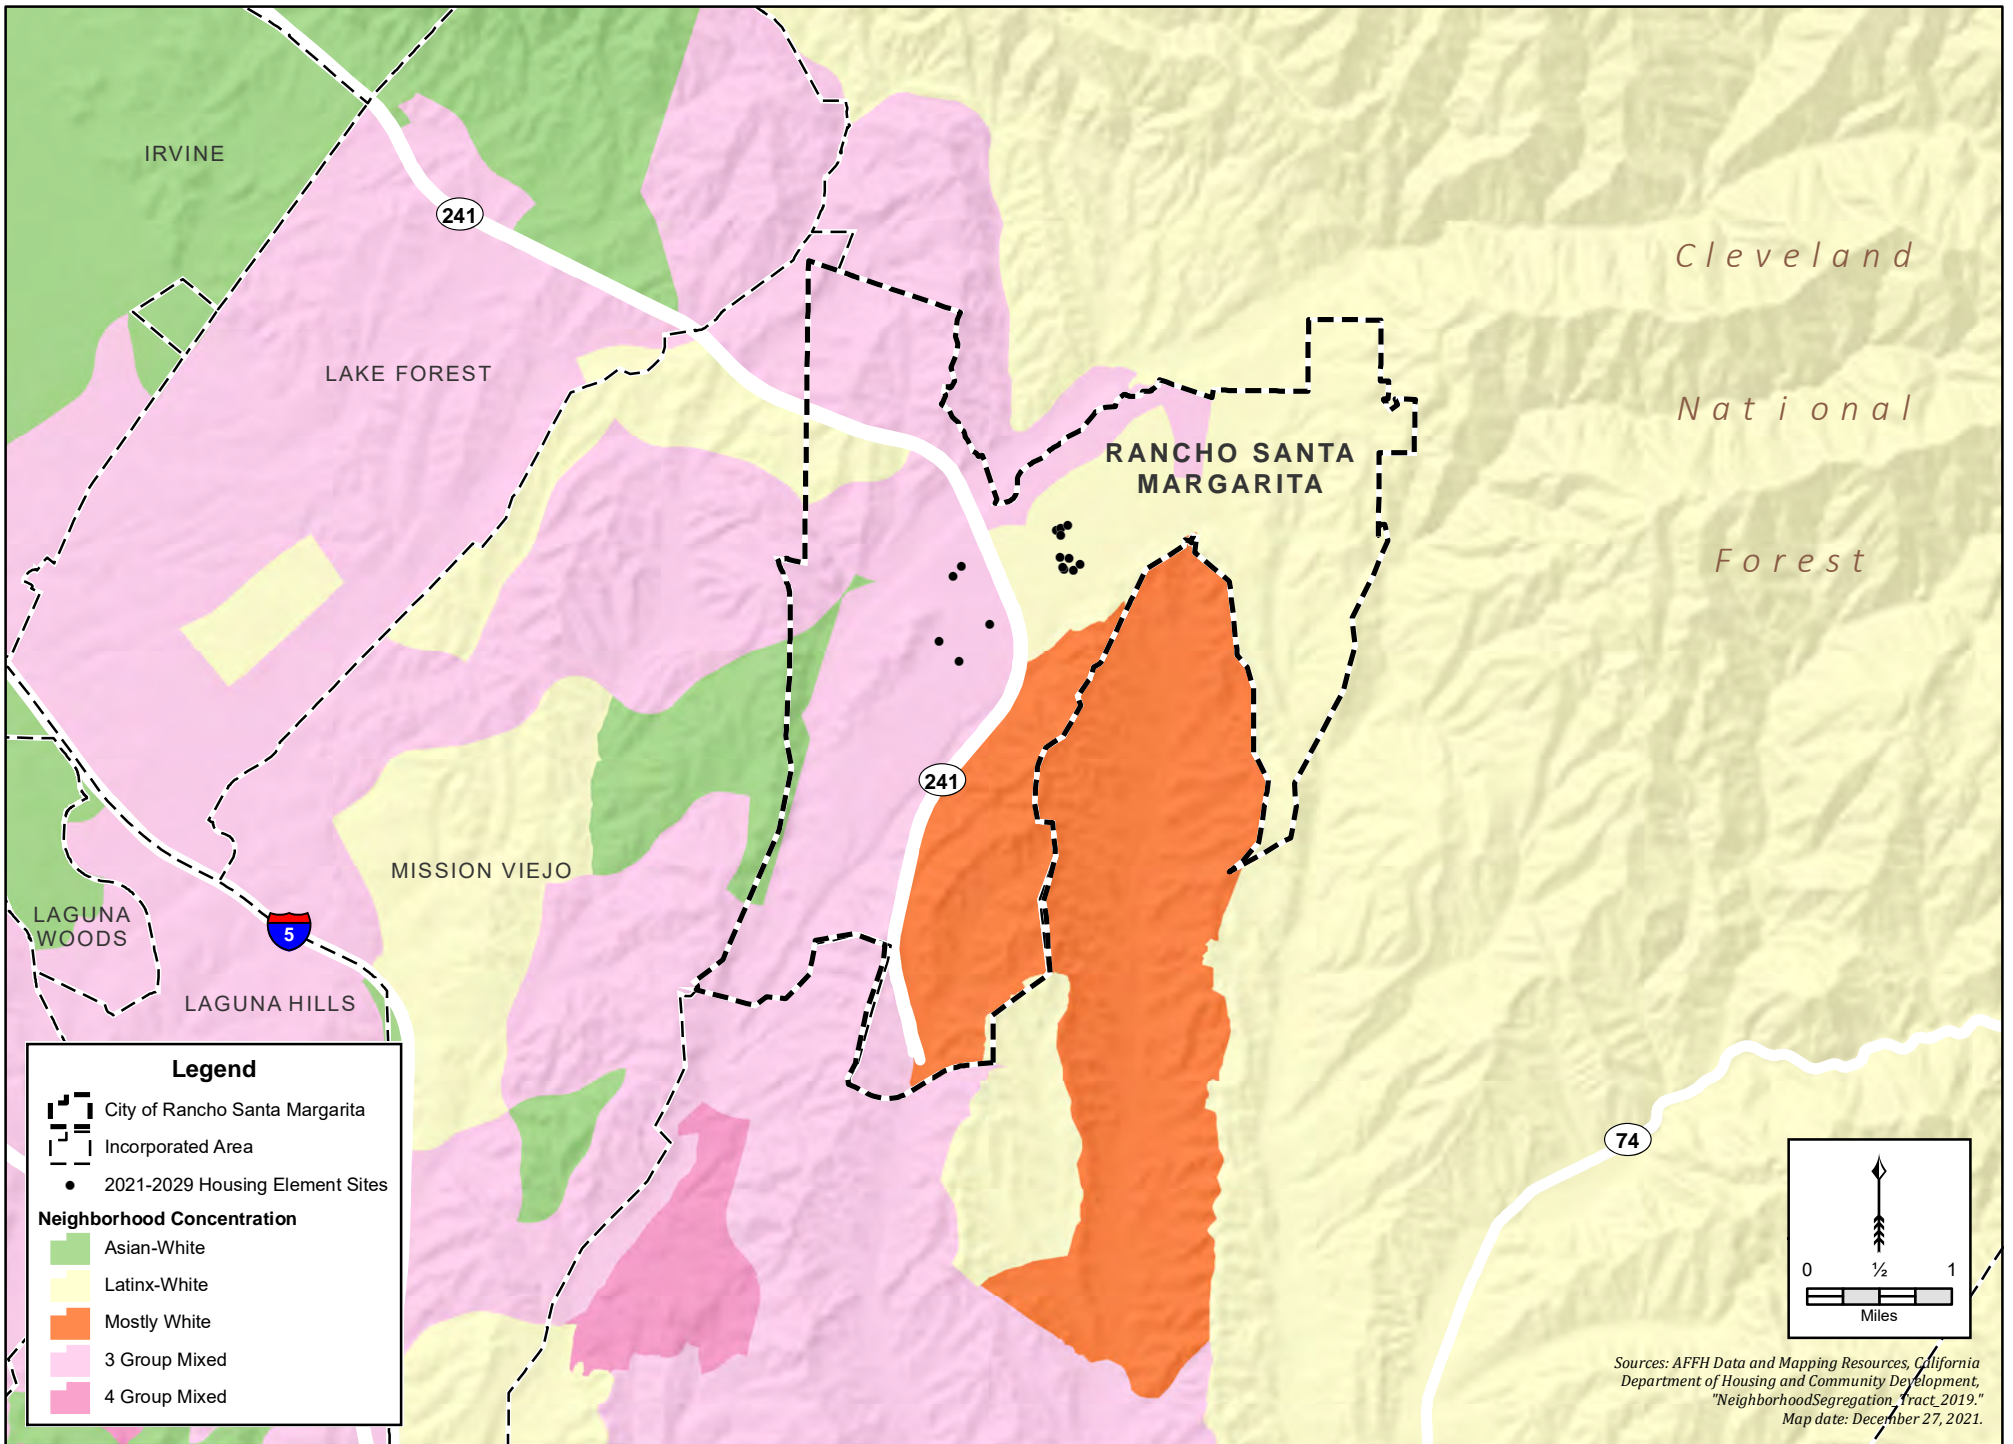 IRVINE
241
Cleveland
LAKE FOREST
National
RANCHO SANTA
MARGARITA
Forest
241
MISSION VIEJO
LAGUNA
WOODS
5
LAGUNA HILLS
74
Legend
City of Rancho Santa Margarita
Incorporated Area
2021-2029 Housing Element Sites
Neighborhood Concentration
Asian-White
Latinx-White
Mostly White
3 Group Mixed
4 Group Mixed
0 ½ 1
Miles
Sources: AFFH Data and Mapping Resources, California
Department of Housing and Community Development,
"NeighborhoodSegregation_Tract_2019."
Map date: December 27, 2021.